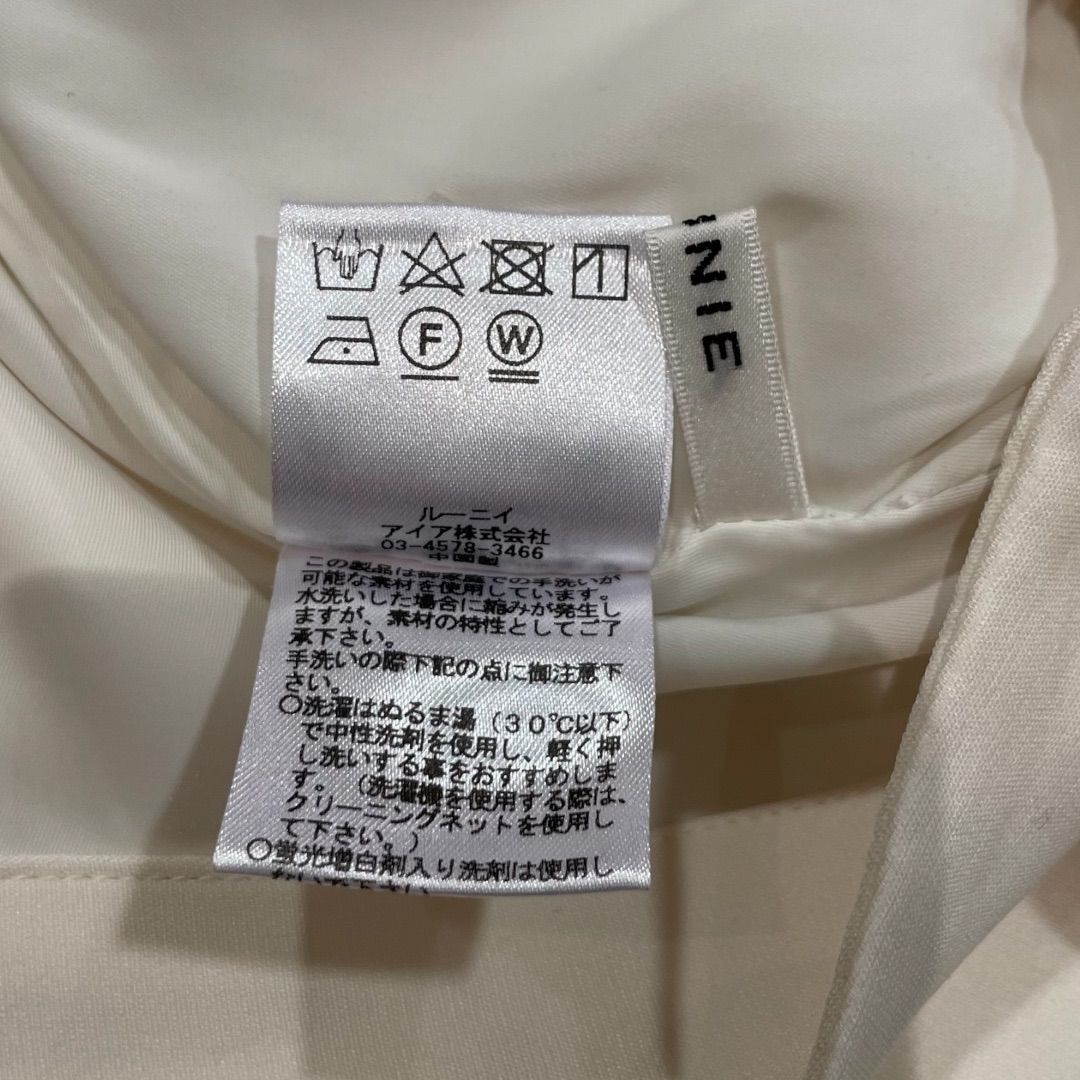 F W
NIE
ルーニィ
アイア株式会社
03-4578-3466
中国製
この製品は御家庭での手洗いが
可能な素材を使用しています。
水洗いした場合に縮みが発生し
ますが、素材の特性としてご了
承下さい。
手洗いの際下記の点に御注意下
さい。
○洗濯はぬるま湯(30℃以下)
で中性洗剤を使用し、軽く押
し洗いする事をおすすめしま
す。 (洗濯機を使用する際は、
クリーニングネットを使用し
て下さい。)
○蛍光増白剤入り洗剤は使用し
ないで下さい。